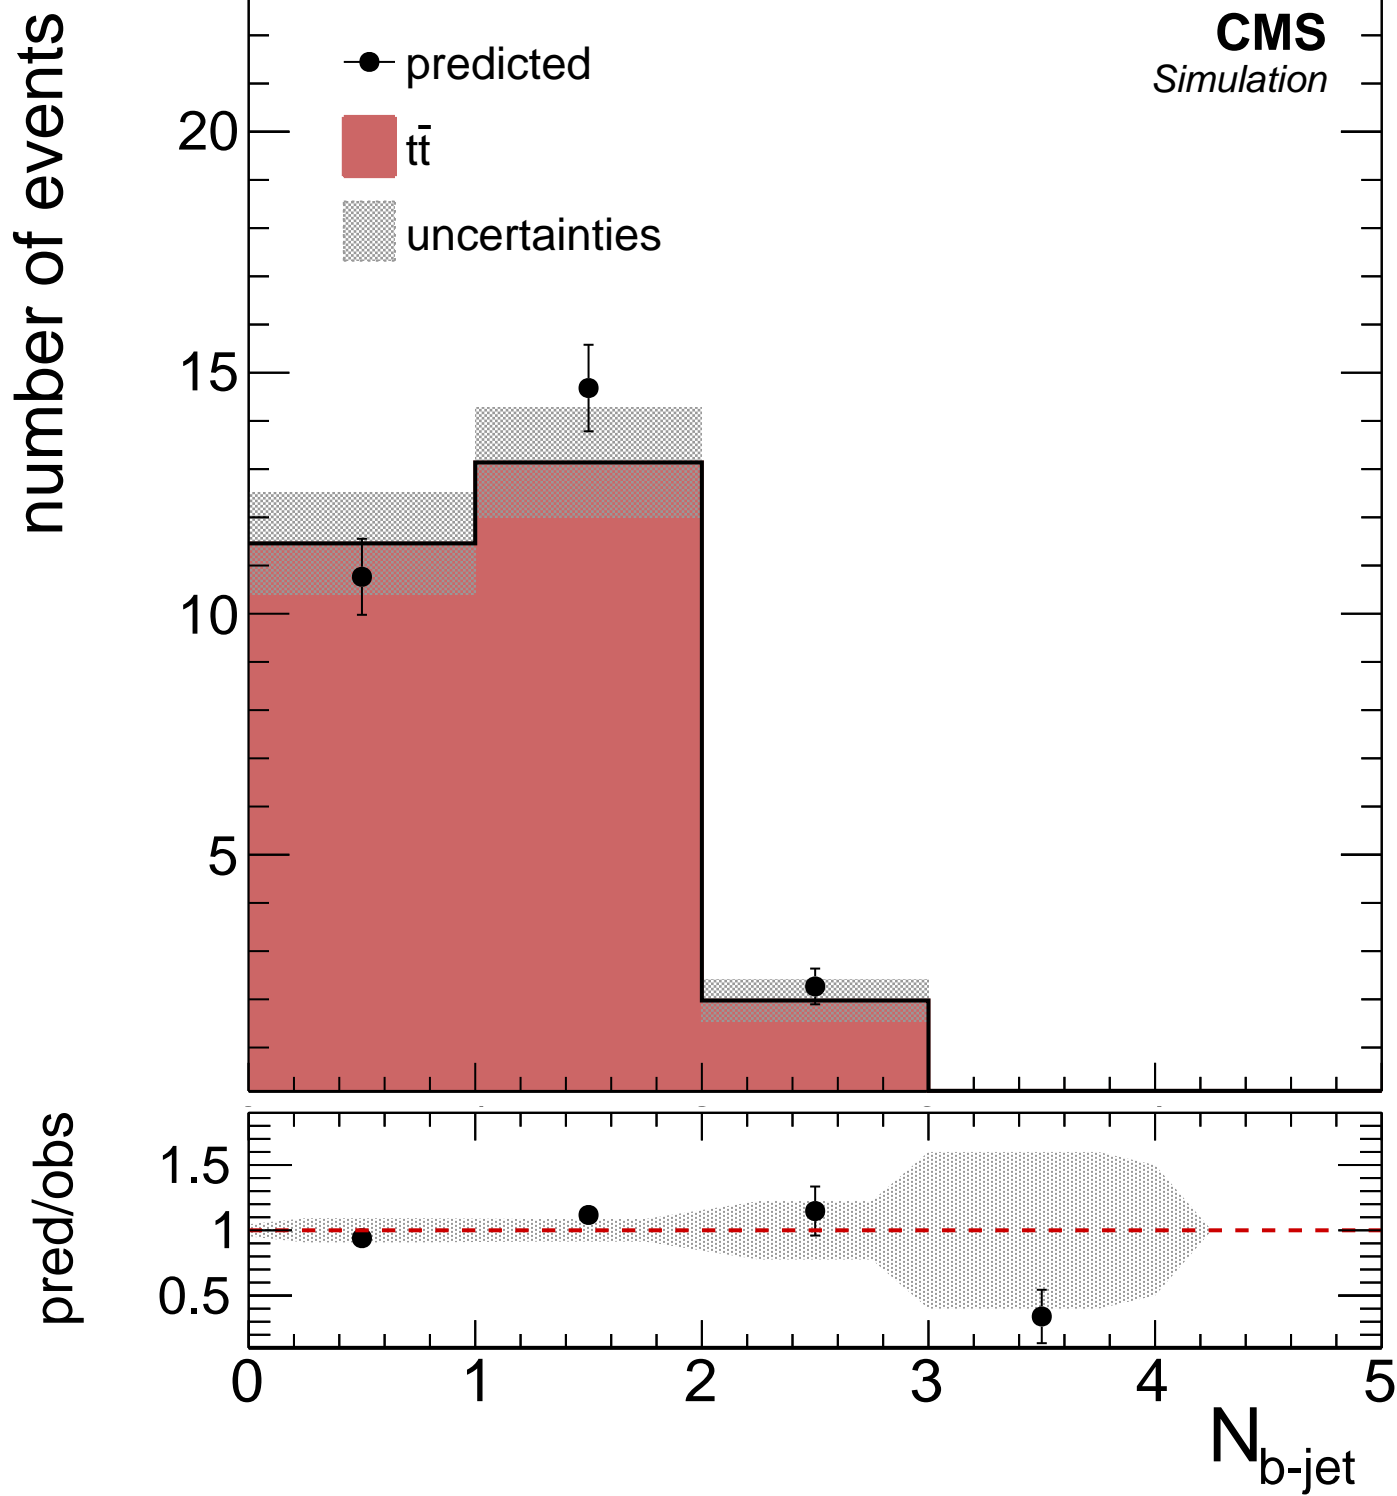 number of events
CMS
Simulation
predicted
tt̄
uncertainties
20
15
10
5
pred/obs
1.5
1
0.5
0 1 2 3 4 5
N_b-jet